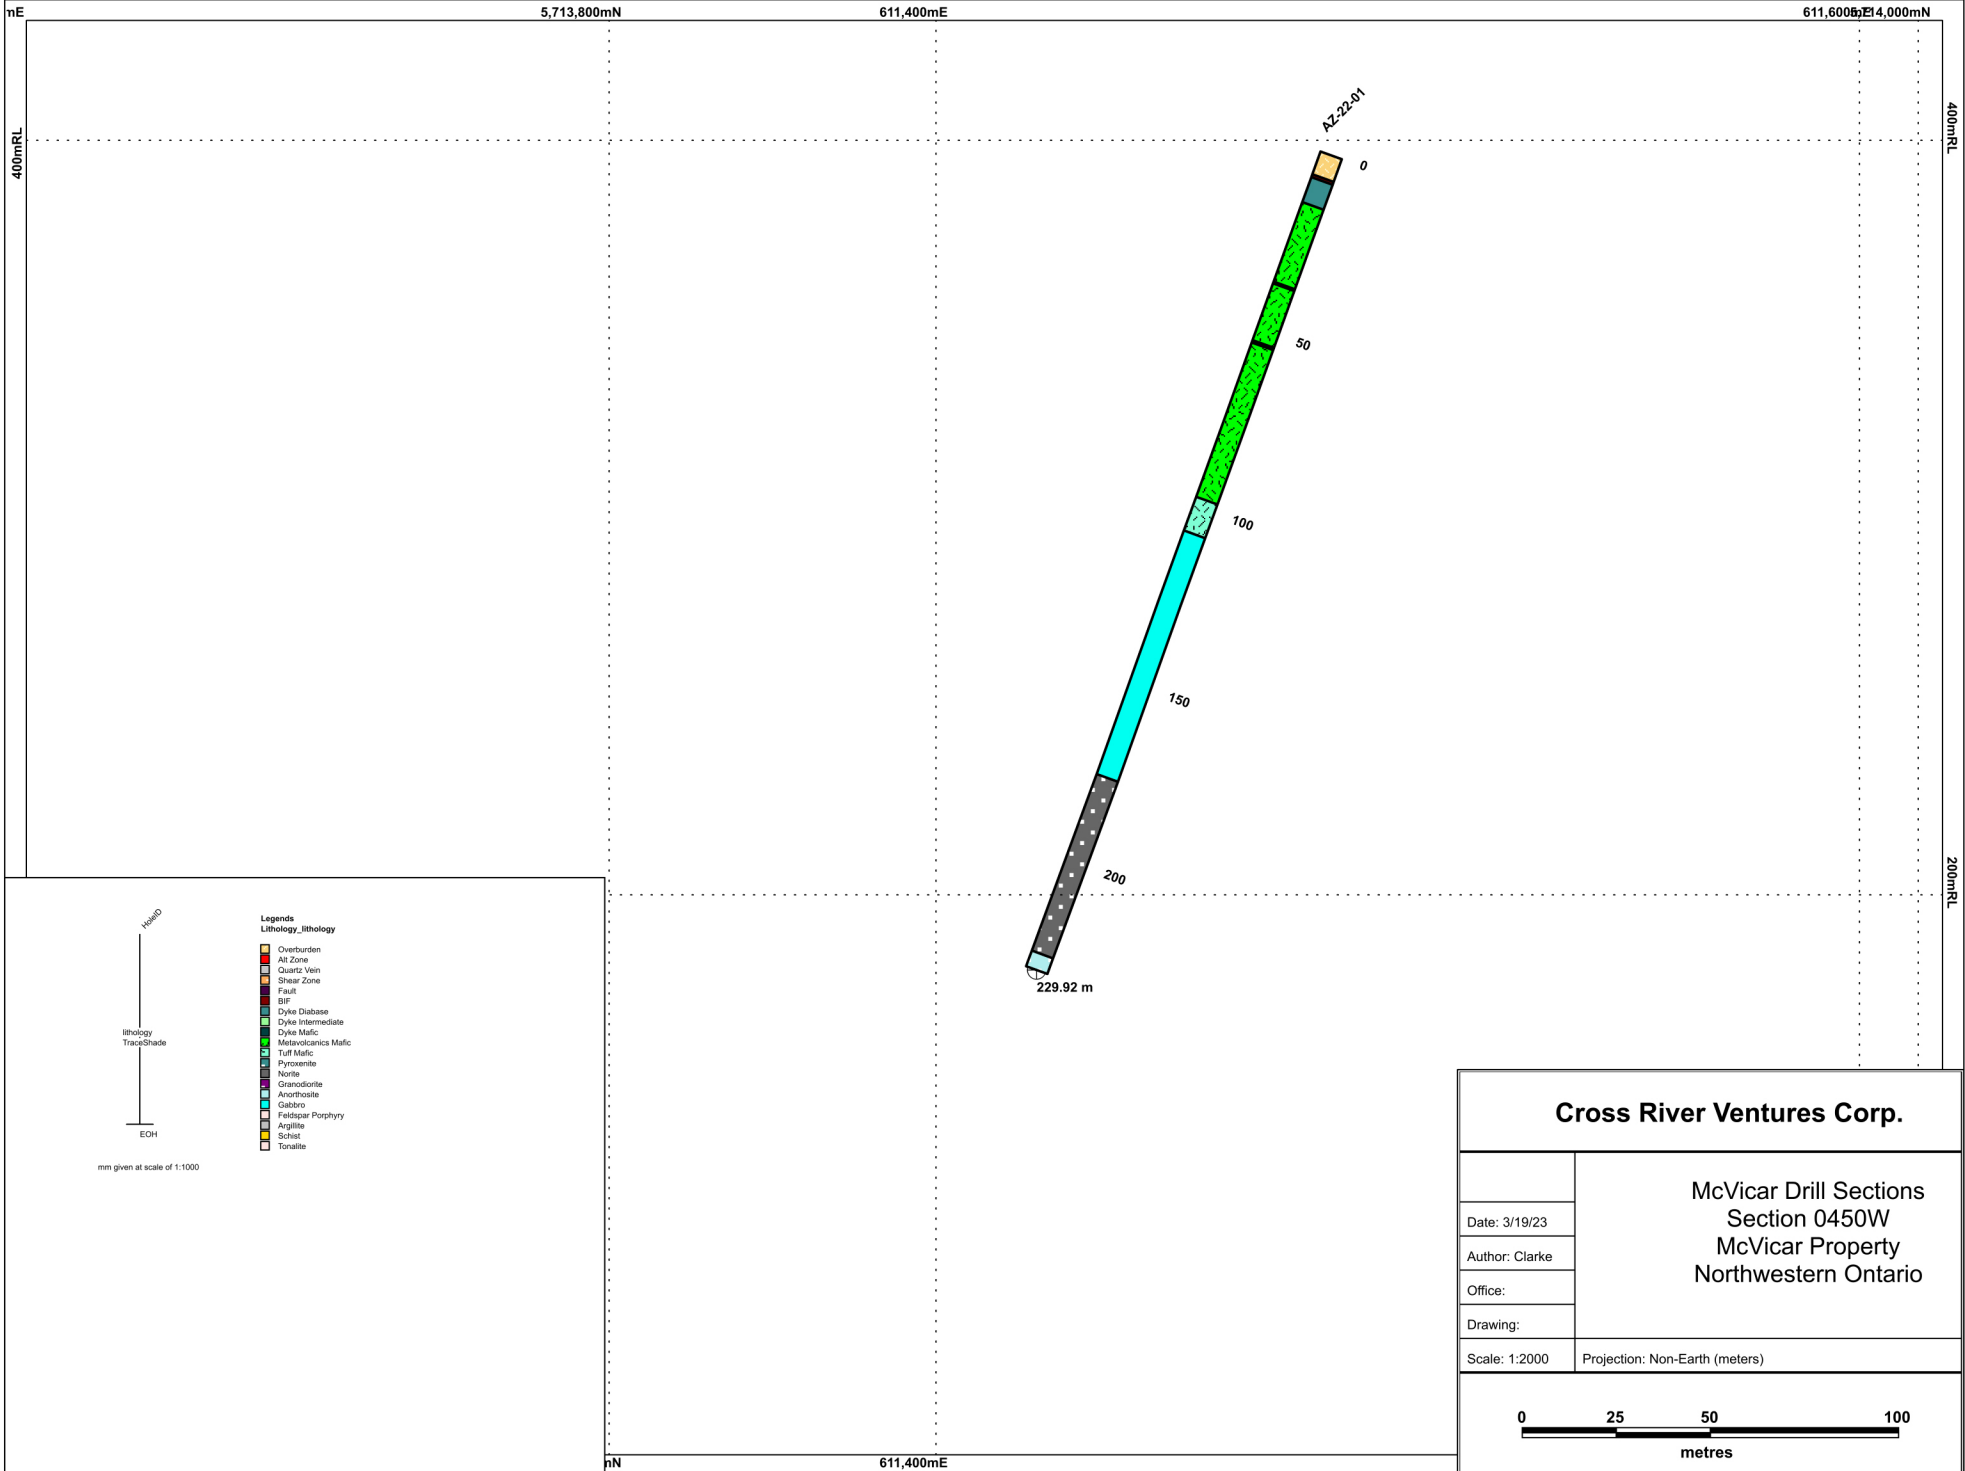 mE
5,713,800mN
611,400mE
611,600mE
5,714,000mN
400mRL
400mRL
AZ-22-01
0
50
100
150
200
200mRL
229.92 m
HoleID
lithology
TraceShade
EOH
mm given at scale of 1:1000
Legends
Lithology_lithology
Overburden
Alt Zone
Quartz Vein
Shear Zone
Fault
BIF
Dyke Diabase
Dyke Intermediate
Dyke Mafic
Metavolcanics Mafic
Tuff Mafic
Pyroxenite
Norite
Granodiorite
Anorthosite
Gabbro
Feldspar Porphyry
Argillite
Schist
Tonalite
Cross River Ventures Corp.
McVicar Drill Sections
Section 0450W
McVicar Property
Northwestern Ontario
Date: 3/19/23
Author: Clarke
Office:
Drawing:
Scale: 1:2000
Projection: Non-Earth (meters)
0 25 50 100
metres
mN
611,400mE